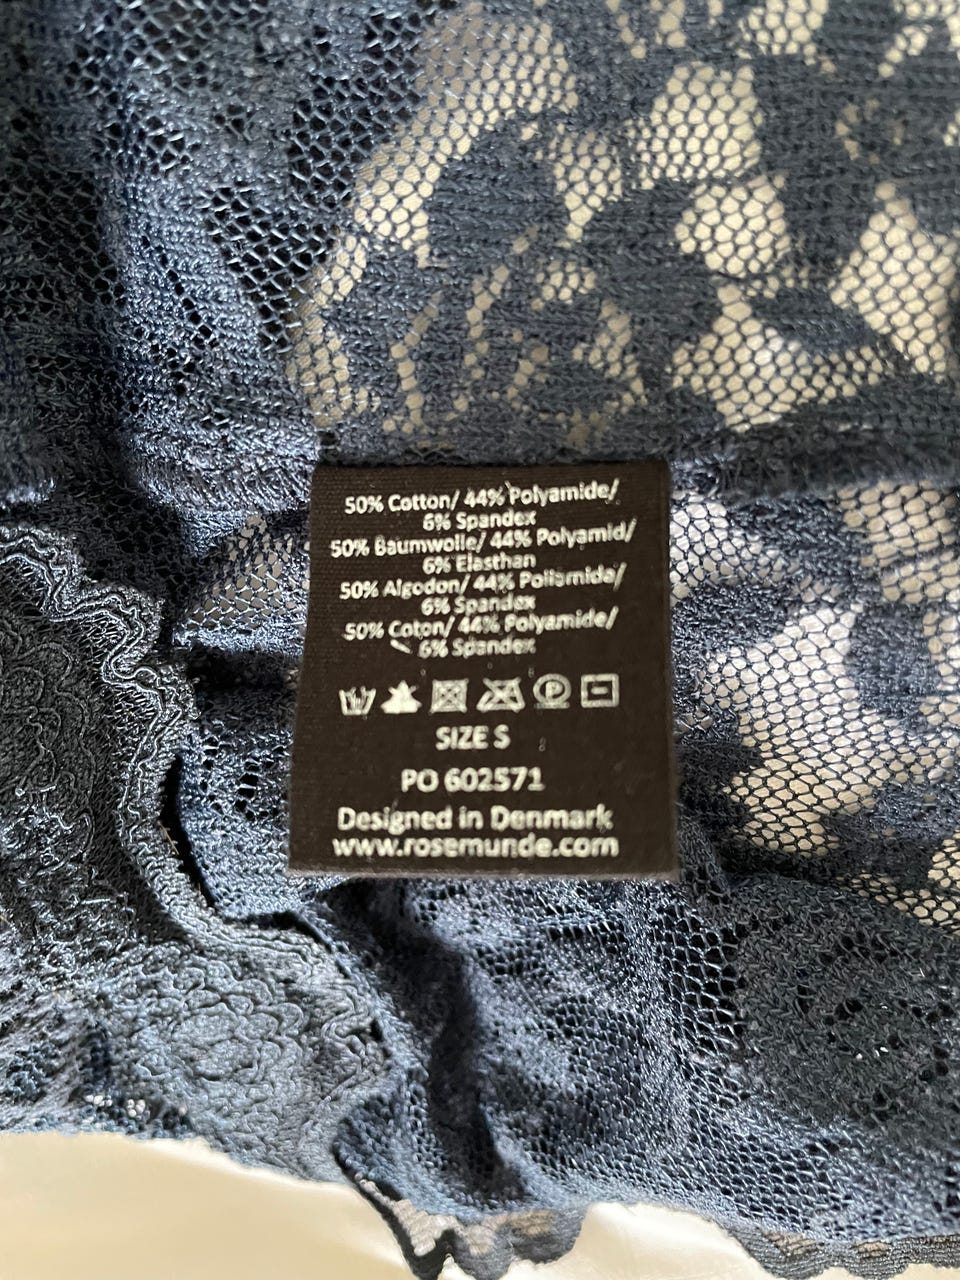 50% Cotton/ 44% Polyamide/
6% Spandex
50% Baumwolle/ 44% Polyamid/
6% Elasthan
50% Algodon/ 44% Poliamida/
6% Spandex
50% Coton/ 44% Polyamide/
6% Spandex
P
SIZE S
PO 602571
Designed in Denmark
www.rosemunde.com